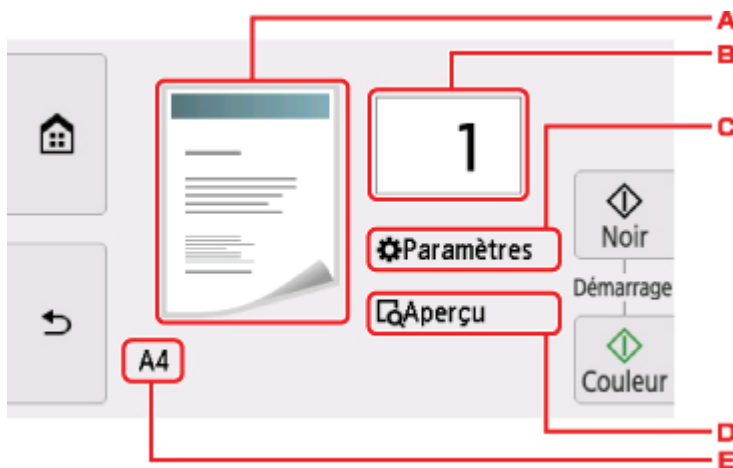 A
B
C
1
Paramètres
Noir
Démarrage
Aperçu
A4
Couleur
D
E